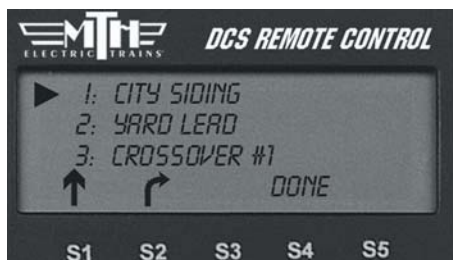 MTH DCS REMOTE CONTROL
ELECTRIC TRAINS
1: CITY SIDING
2: YARD LEAD
3: CROSSOVER #1
DONE
S1 S2 S3 S4 S5